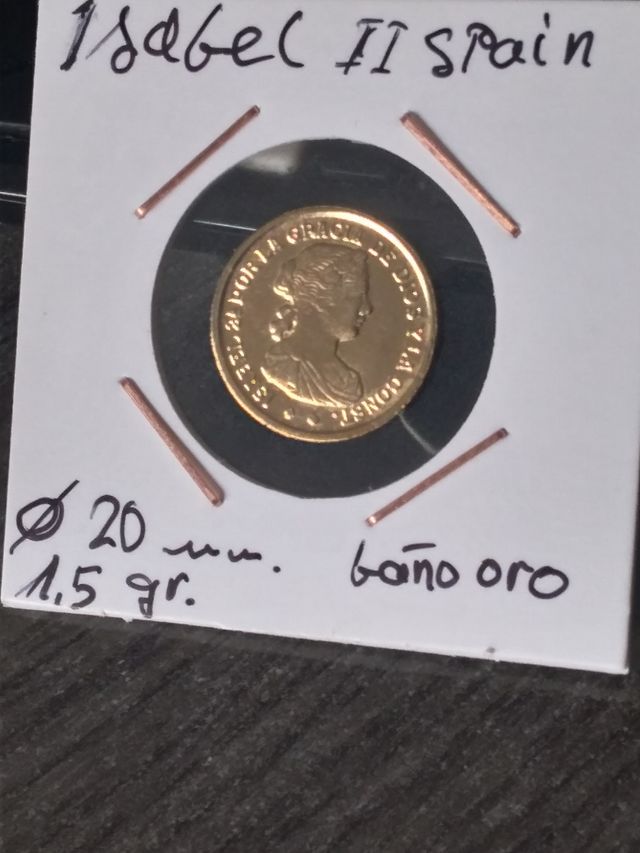 Isabel II Spain
ISABEL 2ª POR LA GRACIA DE DIOS Y LA CONST.
Ø 20 mm.
1,5 gr.
baño oro